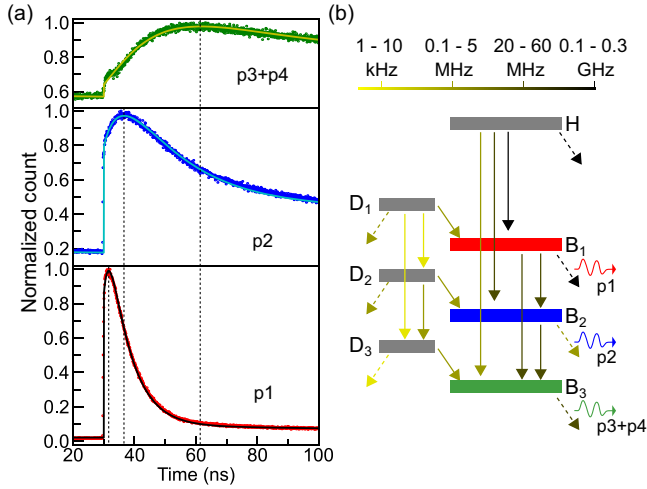 (a)
1.0
0.8
0.6
p3+p4
1.0
0.8
0.6
0.4
0.2
p2
1.0
0.8
0.6
0.4
0.2
0.0
p1
Normalized count
20 40 60 80 100
Time (ns)
(b)
1 - 10 0.1 - 5 20 - 60 0.1 - 0.3
kHz MHz MHz GHz
H
D1
B1
p1
D2
B2
p2
D3
B3
p3+p4